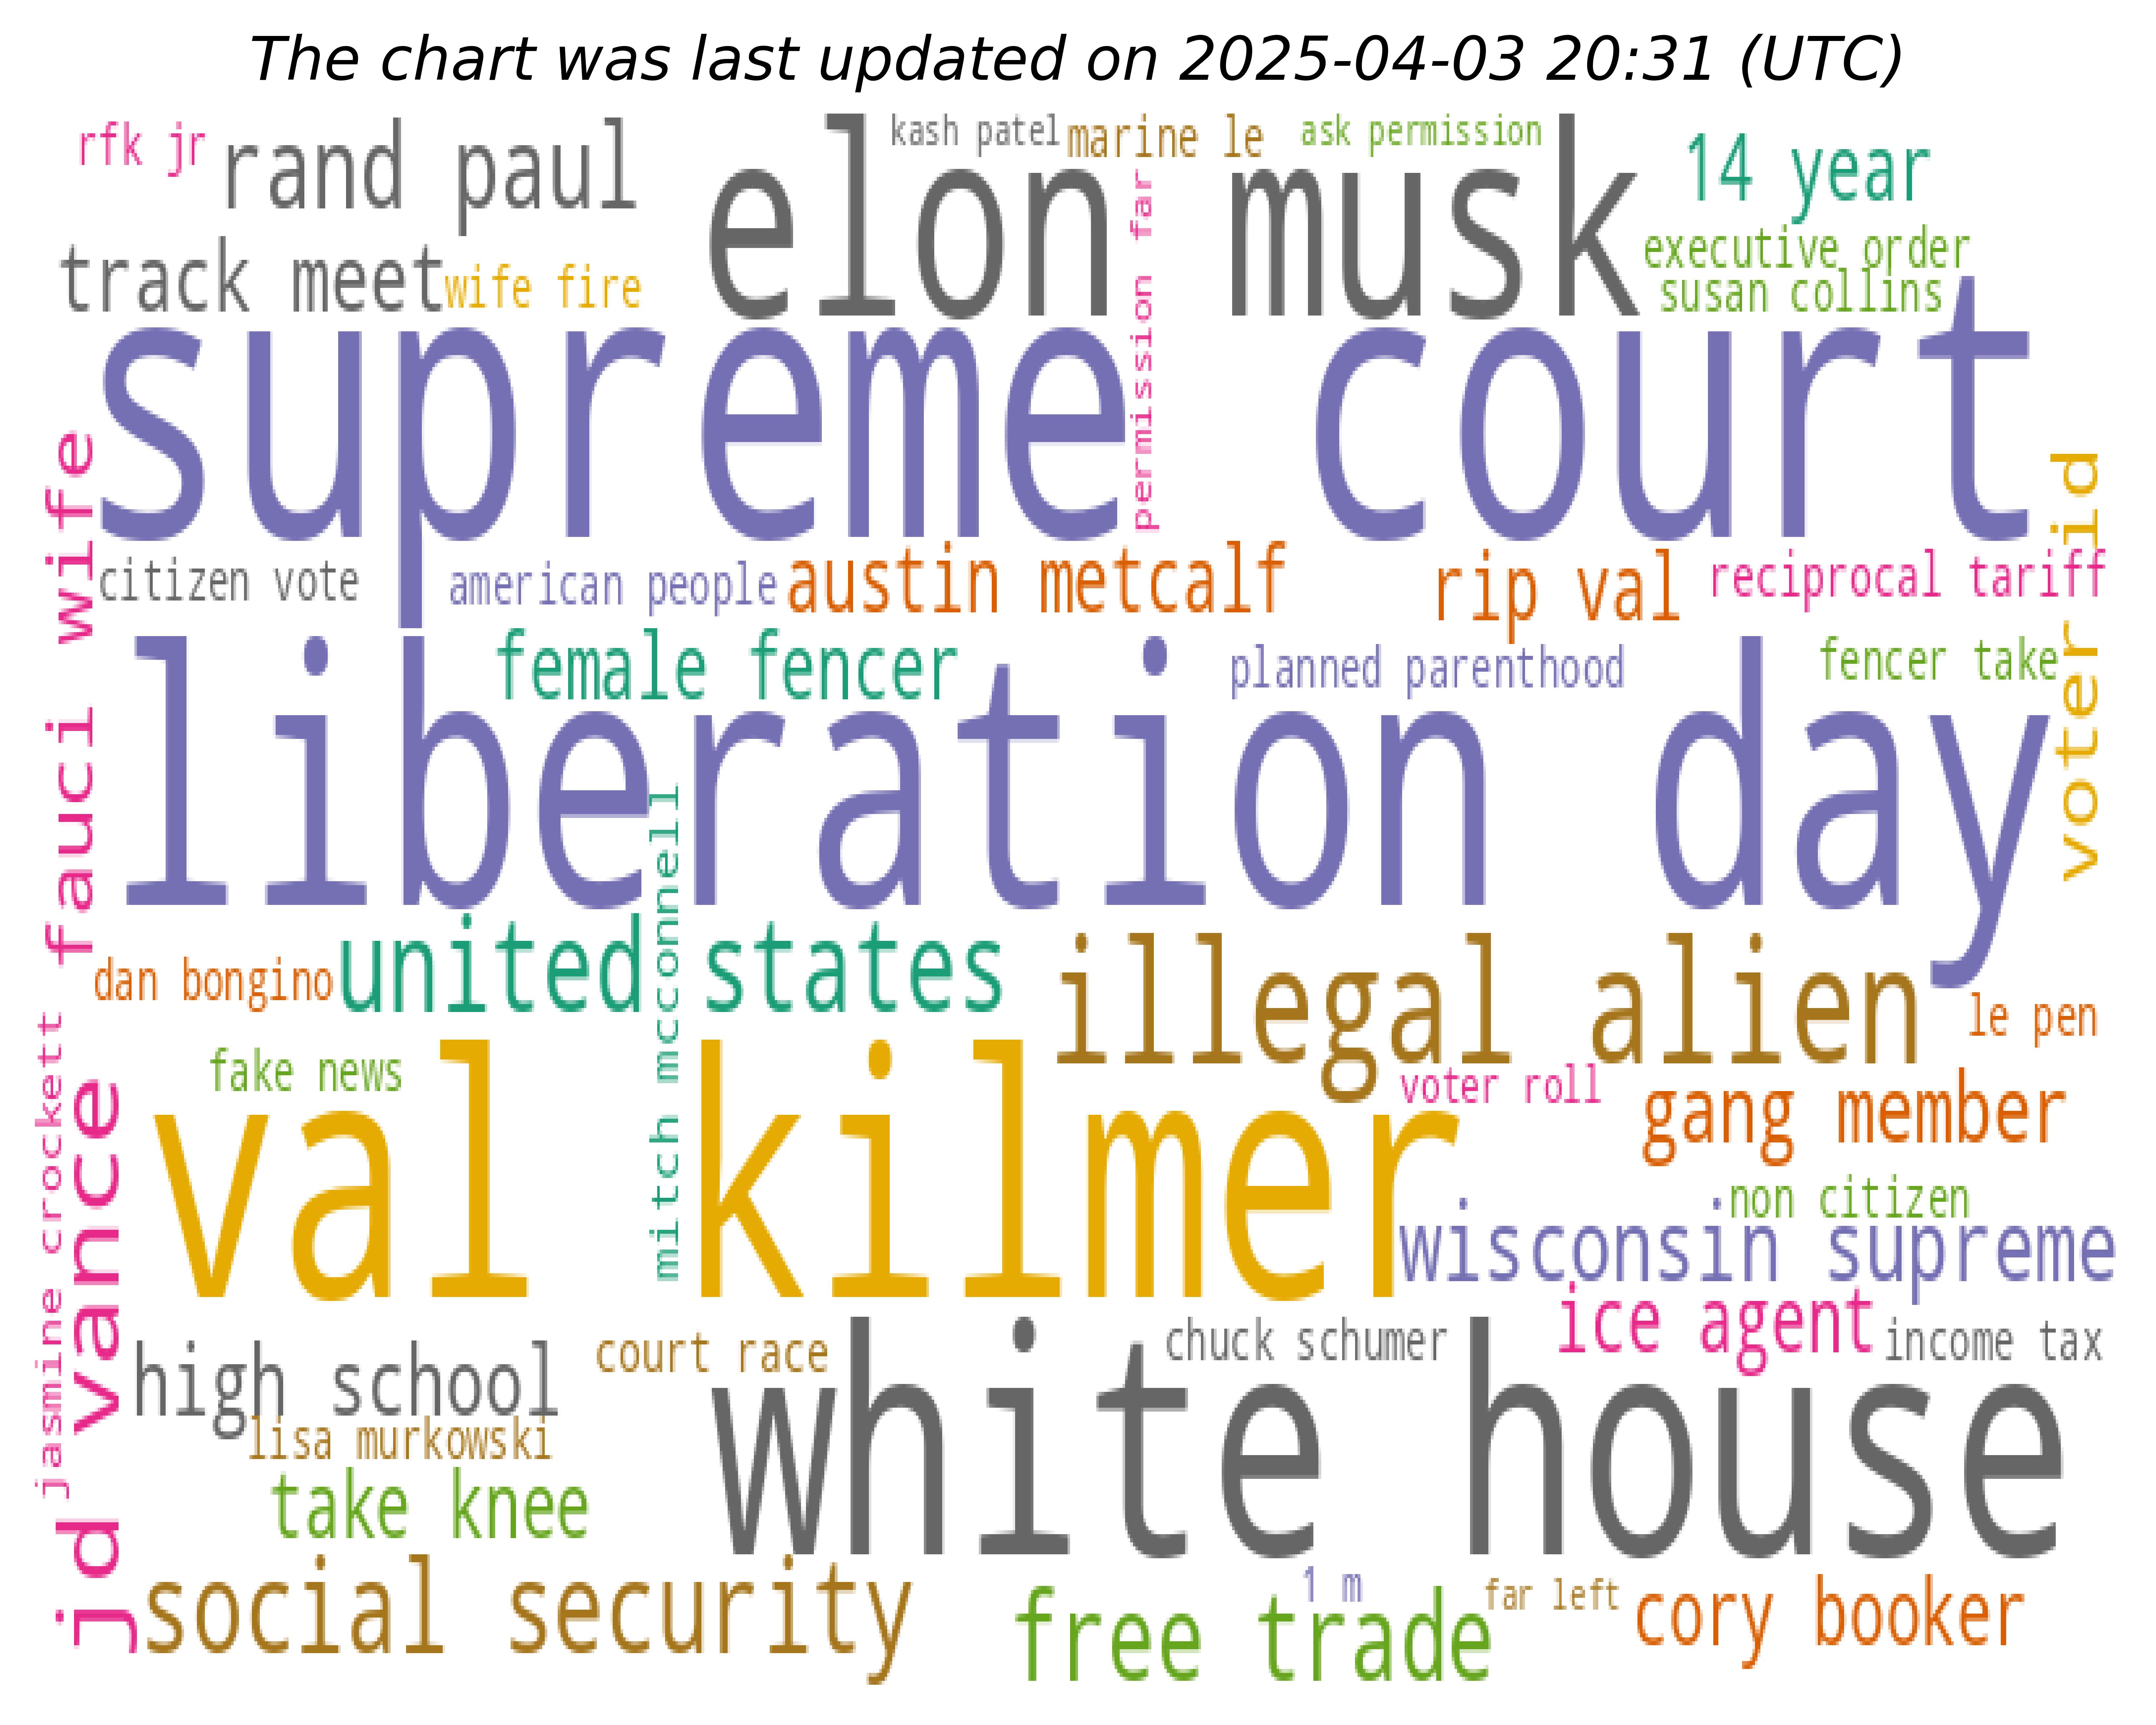 The chart was last updated on 2025-04-03 20:31 (UTC)
rfk jr
rand paul
elon musk
kash patel
marine le
ask permission
14 year
track meet
wife fire
permission far
executive order
susan collins
supreme court
fauci wife
voter id
citizen vote
american people
austin metcalf
rip val
reciprocal tariff
female fencer
planned parenthood
fencer take
liberation day
mitch mcconnell
dan bongino
united states
illegal alien
le pen
jasmine crockett
jd vance
fake news
val kilmer
voter roll
gang member
non citizen
wisconsin supreme
ice agent
income tax
high school
court race
chuck schumer
white house
lisa murkowski
take knee
social security
free trade
1 m
far left
cory booker